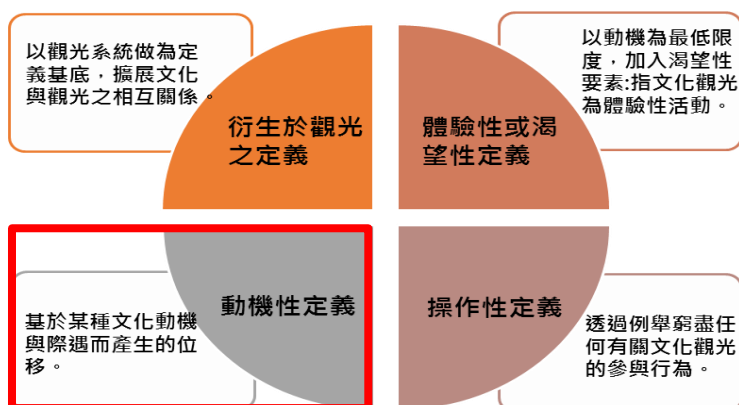 以觀光系統做為定
義基底，擴展文化
與觀光之相互關係。
衍生於觀光
之定義
體驗性或渴
望性定義
以動機為最低限
度，加入渴望性
要素:指文化觀光
為體驗性活動。
基於某種文化動機
與際遇而產生的位
移。
動機性定義
操作性定義
透過例舉窮盡任
何有關文化觀光
的參與行為。